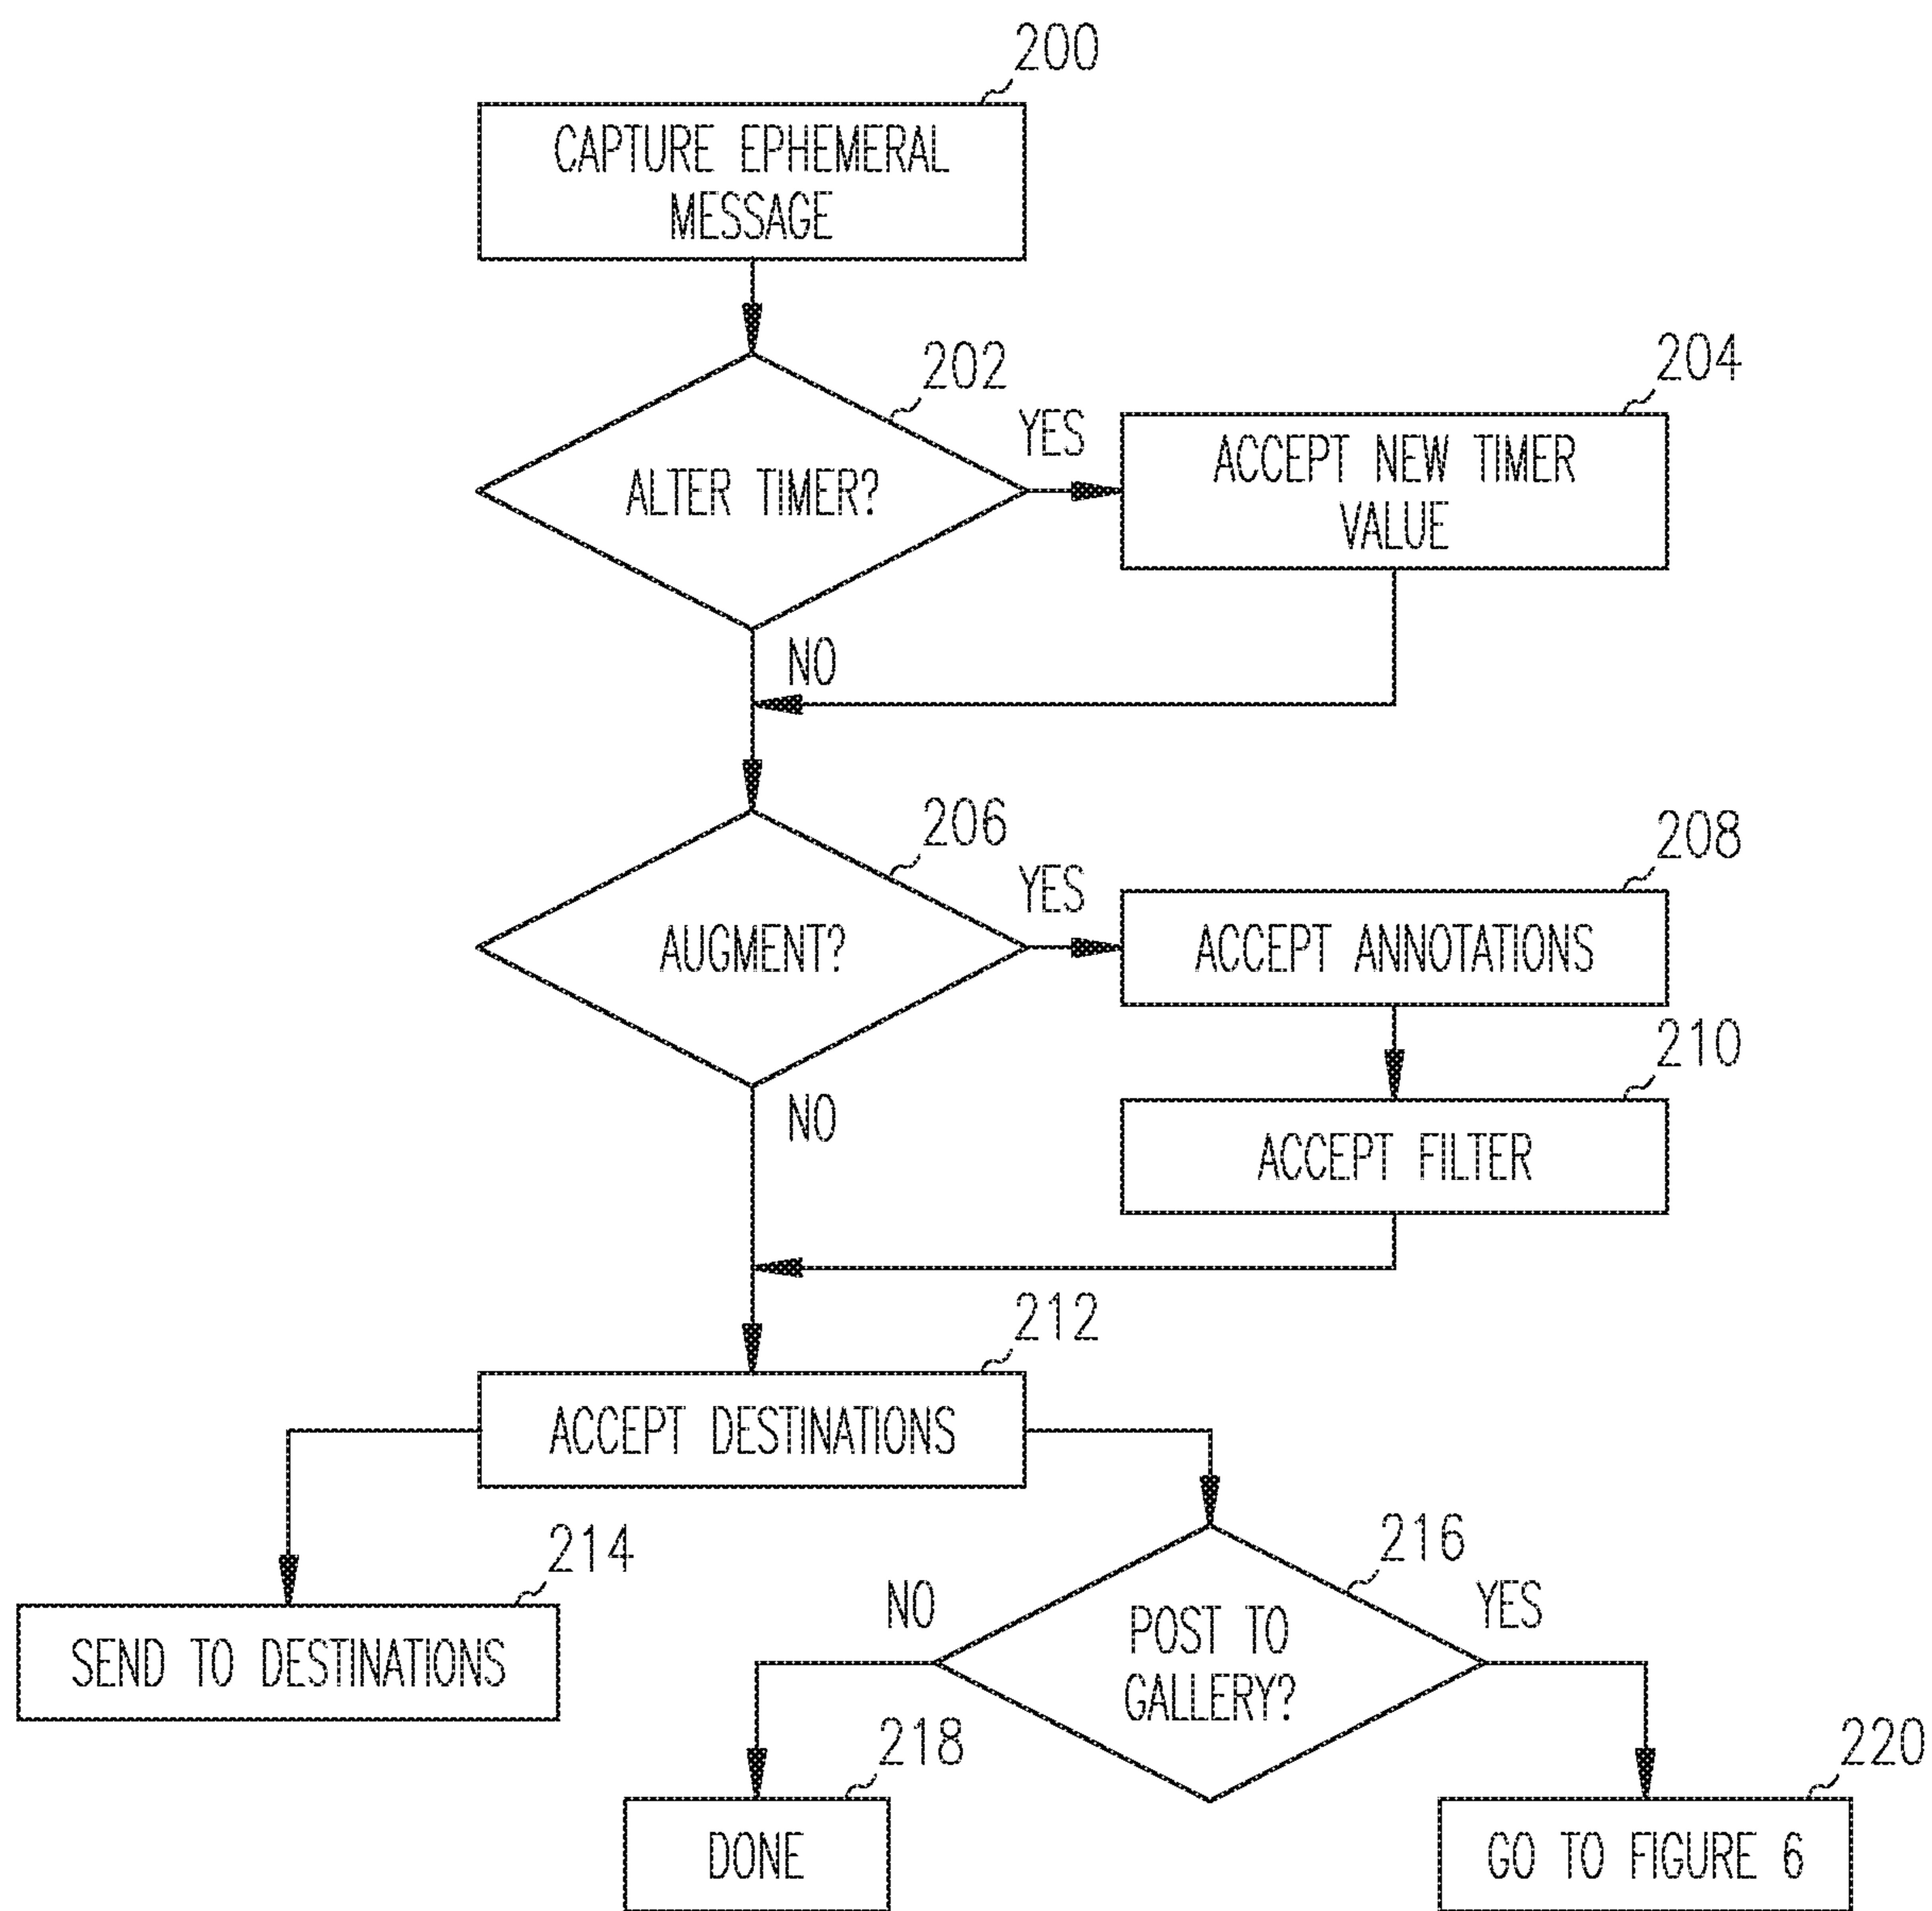 200
CAPTURE EPHEMERAL
MESSAGE
202
ALTER TIMER?
YES
204
ACCEPT NEW TIMER
VALUE
NO
206
AUGMENT?
YES
208
ACCEPT ANNOTATIONS
210
ACCEPT FILTER
NO
212
ACCEPT DESTINATIONS
214
SEND TO DESTINATIONS
216
POST TO
GALLERY?
NO
YES
218
DONE
220
GO TO FIGURE 6